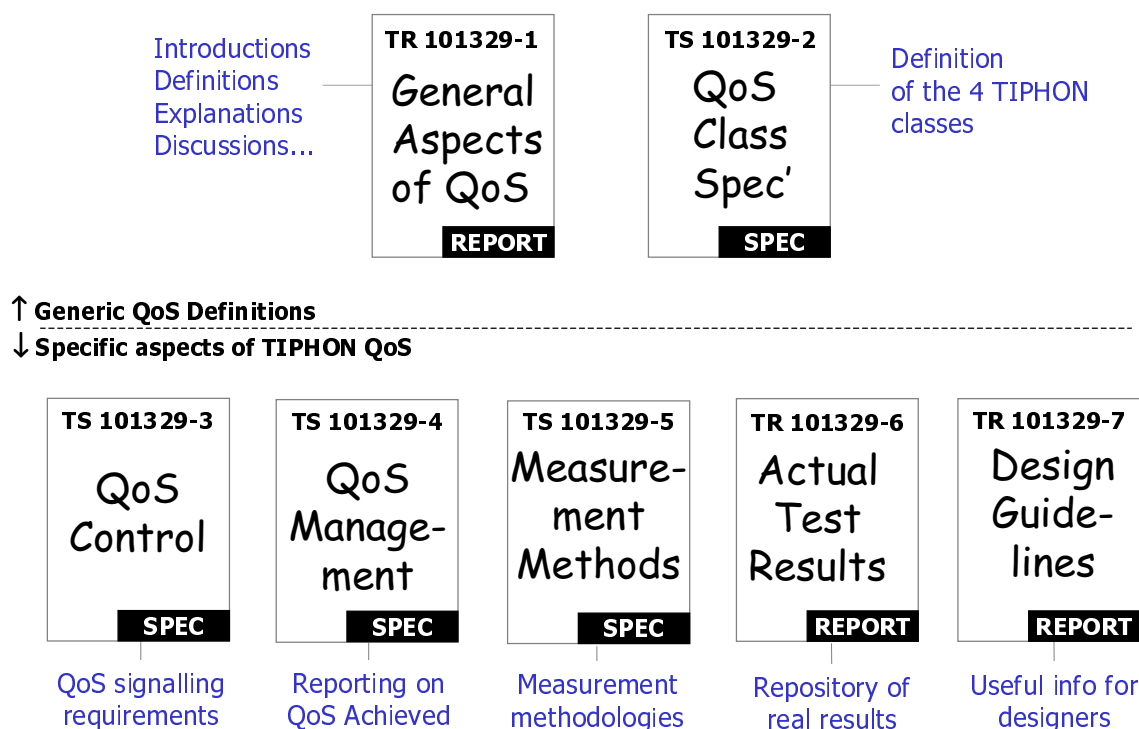 Introductions
Definitions
Explanations
Discussions...
TR 101329-1
General
Aspects
of QoS
REPORT
TS 101329-2
QoS
Class
Spec’
SPEC
Definition
of the 4 TIPHON
classes
↑ Generic QoS Definitions
↓ Specific aspects of TIPHON QoS
TS 101329-3
QoS
Control
SPEC
QoS signalling
requirements
TS 101329-4
QoS
Manage-
ment
SPEC
Reporting on
QoS Achieved
TS 101329-5
Measure-
ment
Methods
SPEC
Measurement
methodologies
TR 101329-6
Actual
Test
Results
REPORT
Repository of
real results
TR 101329-7
Design
Guide-
lines
REPORT
Useful info for
designers